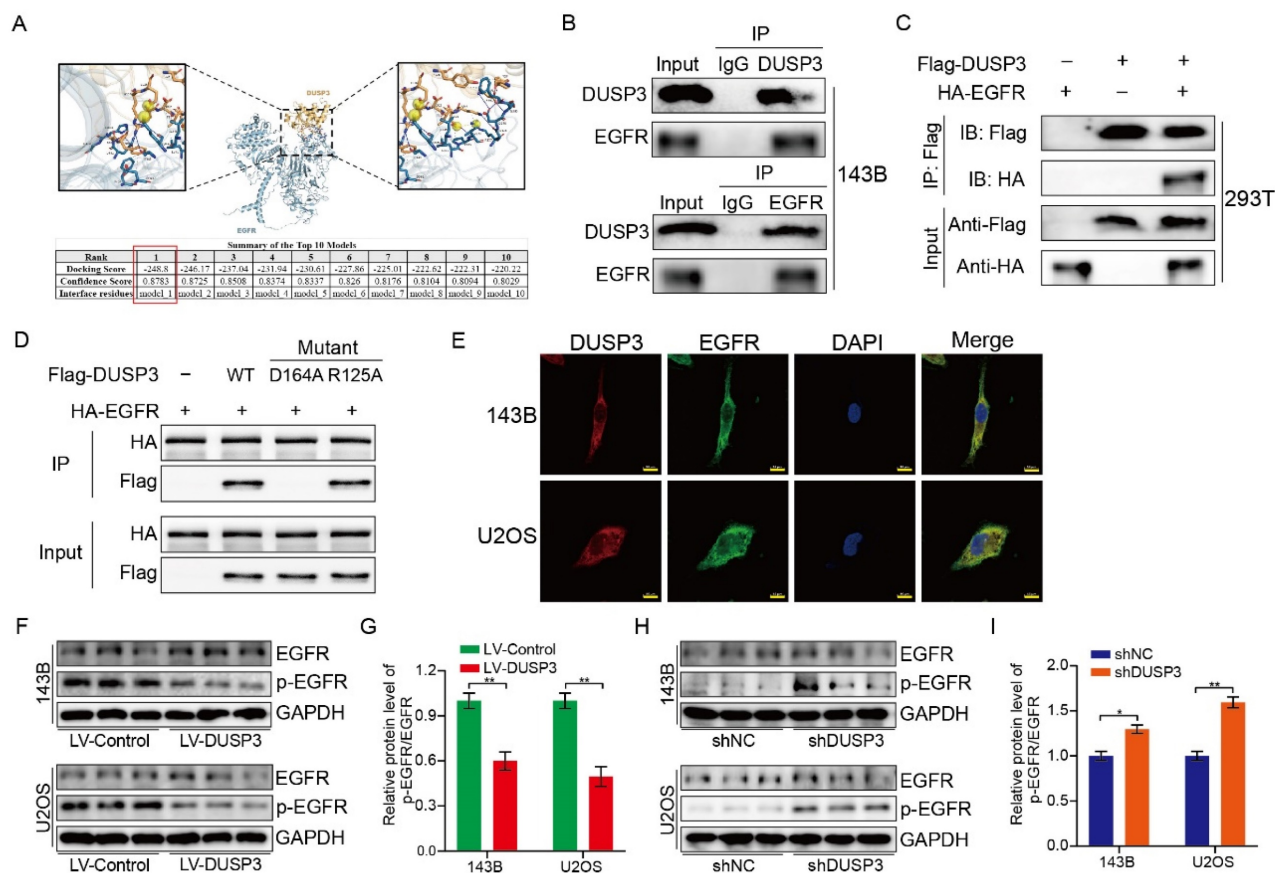 A
DUSP3
EGFR
Summary of the Top 10 Models
Rank 1 2 3 4 5 6 7 8 9 10
Docking Score -248.8 -246.17 -237.04 -231.94 -230.61 -227.86 -225.01 -222.62 -222.31 -220.22
Confidence Score 0.8783 0.8725 0.8508 0.8374 0.8337 0.826 0.8176 0.8104 0.8094 0.8029
Interface residues model_1 model_2 model_3 model_4 model_5 model_6 model_7 model_8 model_9 model_10
B
IP
Input IgG DUSP3
DUSP3
EGFR
IP
Input IgG EGFR
DUSP3
EGFR
143B
C
Flag-DUSP3 – + +
HA-EGFR + – +
IP: Flag
IB: Flag
IB: HA
Input
Anti-Flag
Anti-HA
293T
D
Mutant
Flag-DUSP3 – WT D164A R125A
HA-EGFR + + + +
IP
HA
Flag
Input
HA
Flag
E
DUSP3 EGFR DAPI Merge
143B
U2OS
F
143B
EGFR
p-EGFR
GAPDH
LV-Control LV-DUSP3
U2OS
EGFR
p-EGFR
GAPDH
LV-Control LV-DUSP3
G
LV-Control
LV-DUSP3
Relative protein level of
p-EGFR/EGFR
1.2
0.9
0.6
0.3
0.0
** **
143B U2OS
H
143B
EGFR
p-EGFR
GAPDH
shNC shDUSP3
U2OS
EGFR
p-EGFR
GAPDH
shNC shDUSP3
I
shNC
shDUSP3
Relative protein level of
p-EGFR/EGFR
2.0
1.5
1.0
0.5
0.0
* **
143B U2OS